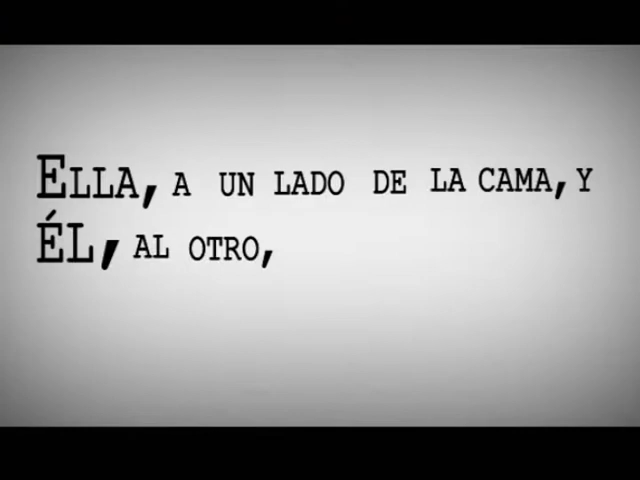 ELLA, A UN LADO DE LA CAMA, Y
ÉL, AL OTRO,